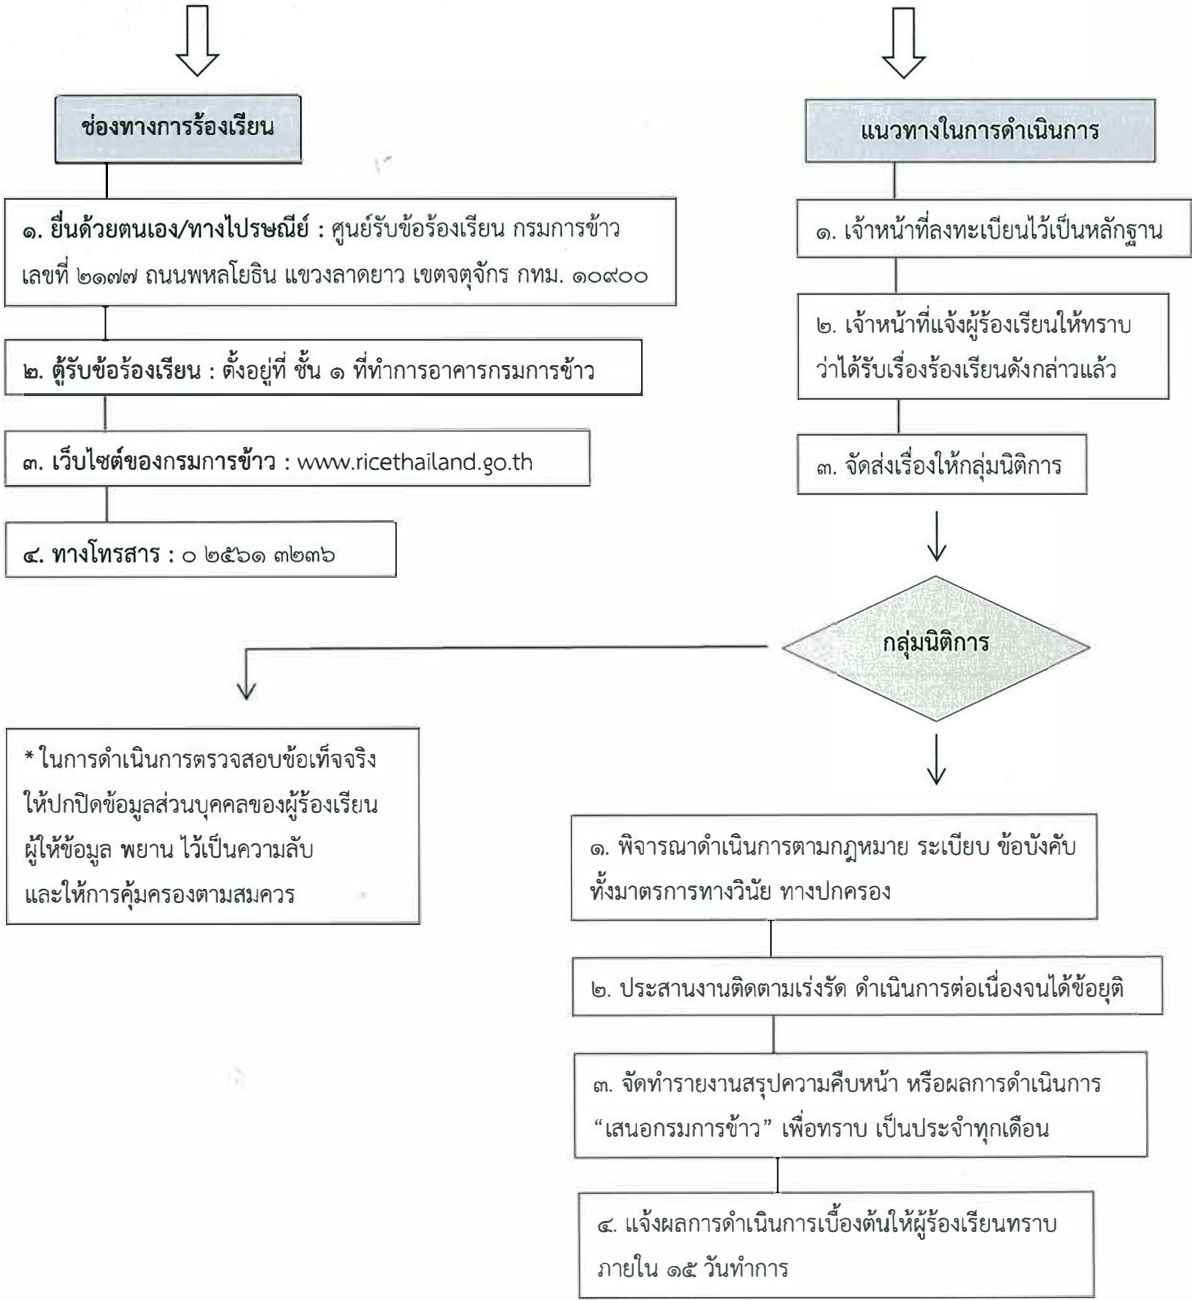 ช่องทางการร้องเรียน
๑. ยื่นด้วยตนเอง/ทางไปรษณีย์ : ศูนย์รับข้อร้องเรียน กรมการข้าว
เลขที่ ๒๑๗๗ ถนนพหลโยธิน แขวงลาดยาว เขตจตุจักร กทม. ๑๐๙๐๐
๒. ตู้รับข้อร้องเรียน : ตั้งอยู่ที่ ชั้น ๑ ที่ทำการอาคารกรมการข้าว
๓. เว็บไซต์ของกรมการข้าว : www.ricethailand.go.th
๔. ทางโทรสาร : ๐ ๒๕๖๑ ๓๒๓๖
แนวทางในการดำเนินการ
๑. เจ้าหน้าที่ลงทะเบียนไว้เป็นหลักฐาน
๒. เจ้าหน้าที่แจ้งผู้ร้องเรียนให้ทราบ
ว่าได้รับเรื่องร้องเรียนดังกล่าวแล้ว
๓. จัดส่งเรื่องให้กลุ่มนิติการ
กลุ่มนิติการ
* ในการดำเนินการตรวจสอบข้อเท็จจริง
ให้ปกปิดข้อมูลส่วนบุคคลของผู้ร้องเรียน
ผู้ให้ข้อมูล พยาน ไว้เป็นความลับ
และให้การคุ้มครองตามสมควร
๑. พิจารณาดำเนินการตามกฎหมาย ระเบียบ ข้อบังคับ
ทั้งมาตรการทางวินัย ทางปกครอง
๒. ประสานงานติดตามเร่งรัด ดำเนินการต่อเนื่องจนได้ข้อยุติ
๓. จัดทำรายงานสรุปความคืบหน้า หรือผลการดำเนินการ
“เสนอกรมการข้าว” เพื่อทราบ เป็นประจำทุกเดือน
๔. แจ้งผลการดำเนินการเบื้องต้นให้ผู้ร้องเรียนทราบ
ภายใน ๑๕ วันทำการ